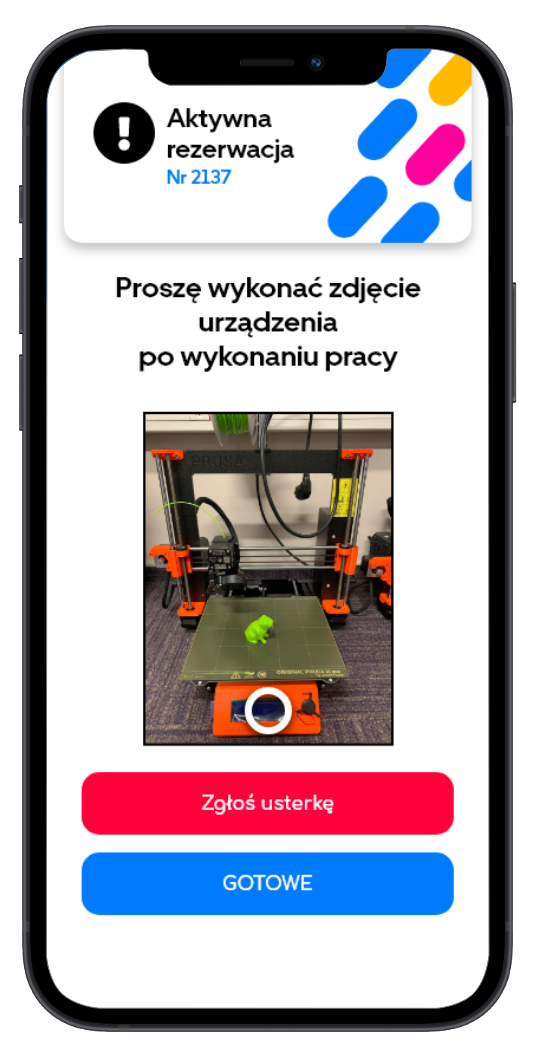 Aktywna
rezerwacja
Nr 2137
Proszę wykonać zdjęcie
urządzenia
po wykonaniu pracy
PRUSA
ORIGINAL PRUSA
Zgłoś usterkę
GOTOWE